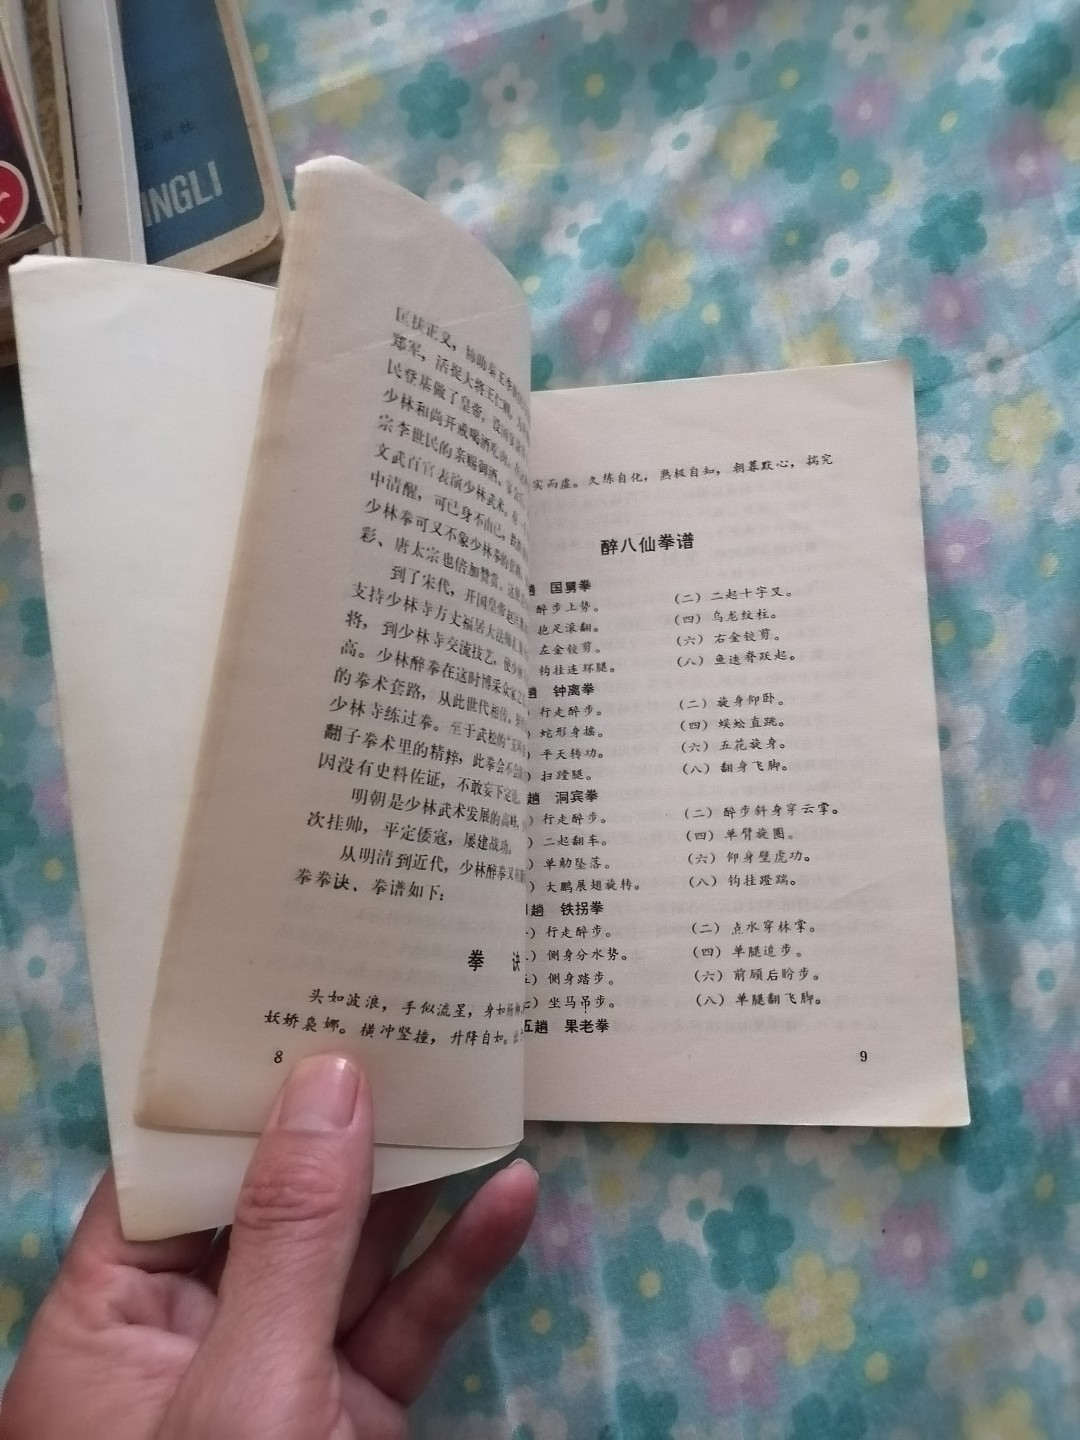 INGLI
匡扶正义，协助秦王李
郑军，活捉大将王仁则，
民登基做了皇帝，
少林和尚开戒喝酒吃肉。
宗李世民的亲赐御酒。
文武百官表演少林武术。
中清醒，可已身不由己，
少林拳可又不象少林拳的
彩、唐太宗也倍加赞赏。
到了宋代，开国皇帝
支持少林寺方丈福居大法师
将，到少林寺交流技艺，使少林
高。少林醉拳在这时博采众家之
的拳术套路，从此世代相传。
少林寺练过拳。至于武松的
翻子拳术里的精粹，此拳会不会
因没有史料佐证，不敢妄下定论。
明朝是少林武术发展的高峰，
次挂帅，平定倭寇，屡建战功。
从明清到近代，少林醉拳又
拳拳诀、拳谱如下：
拳 诀
头如波浪，手似流星，身如
妖娇袅娜。横冲竖撞，升降自如。
8
实而虚。久练自化，熟极自知，朝暮默心，搞完
醉八仙拳谱
趟 国舅拳
醉步上势。 （二）二起十字叉。
抱足滚翻。 （四）乌龙纹柱。
左金铰剪。 （六）右金铰剪。
钩挂连环腿。 （八）鱼迭脊跃起。
趟 钟离拳
）行走醉步。 （二）旋身仰卧。
）蛇形身摇。 （四）蜈蚣直跳。
）平天转功。 （六）五花旋身。
）扫蹚腿。 （八）翻身飞脚。
趟 洞宾拳
）行走醉步。 （二）醉步斜身穿云掌。
）二起翻车。 （四）单臂旋圈。
）单肋坠落。 （六）仰身壁虎功。
）大鹏展翅旋转。 （八）钩挂蹬踹。
趟 铁拐拳
）行走醉步。 （二）点水穿林掌。
）侧身分水势。 （四）单腿追步。
）侧身踏步。 （六）前顾后盼步。
七）坐马吊步。 （八）单腿翻飞脚。
五趟 果老拳
9